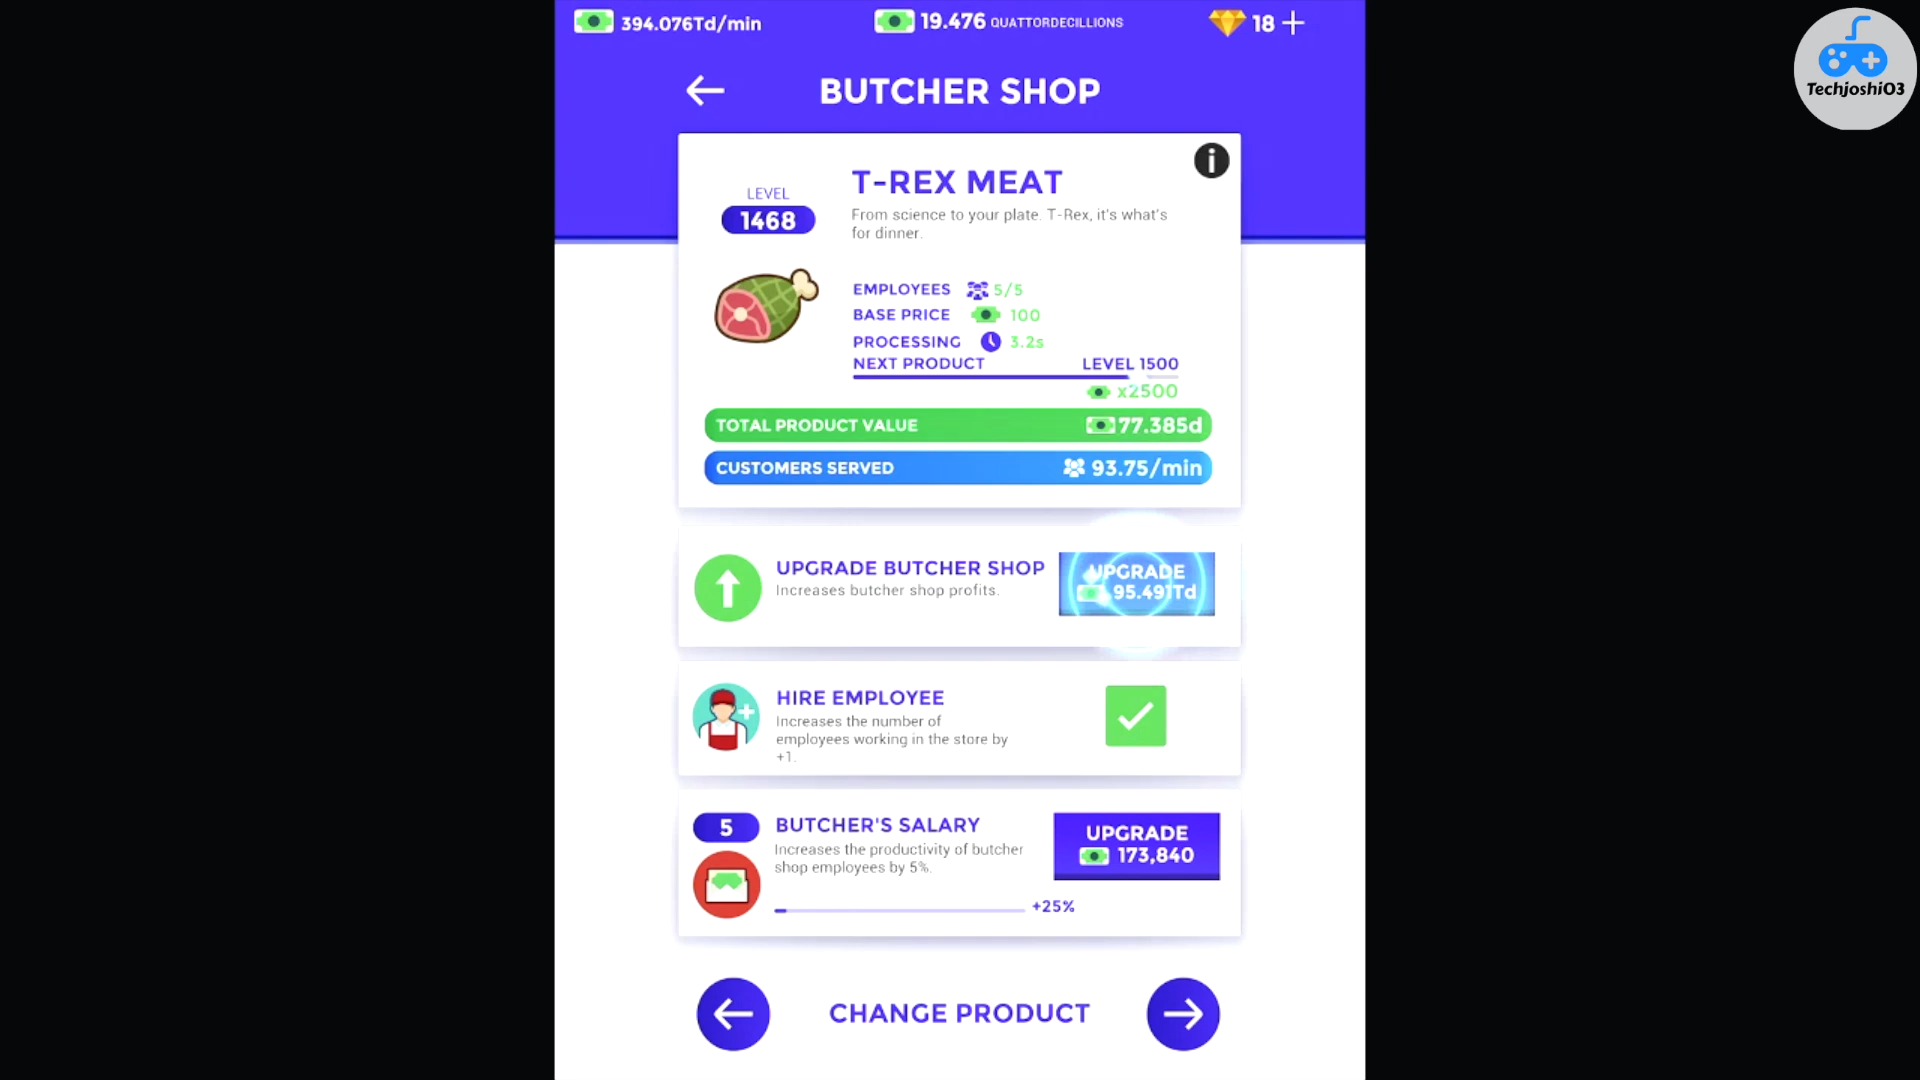 394.076Td/min
19.476 QUATTORDECILLIONS
18
TechjoshiO3
BUTCHER SHOP
i
T-REX MEAT
LEVEL
1468
From science to your plate. T-Rex, it's what's
for dinner.
EMPLOYEES 5/5
BASE PRICE 100
PROCESSING 3.2s
NEXT PRODUCT LEVEL 1500
x2500
TOTAL PRODUCT VALUE 77.385d
CUSTOMERS SERVED 93.75/min
UPGRADE BUTCHER SHOP
Increases butcher shop profits.
UPGRADE
95.491Td
HIRE EMPLOYEE
Increases the number of
employees working in the store by
+1.
5
BUTCHER'S SALARY
Increases the productivity of butcher
shop employees by 5%.
UPGRADE
173,840
+25%
CHANGE PRODUCT